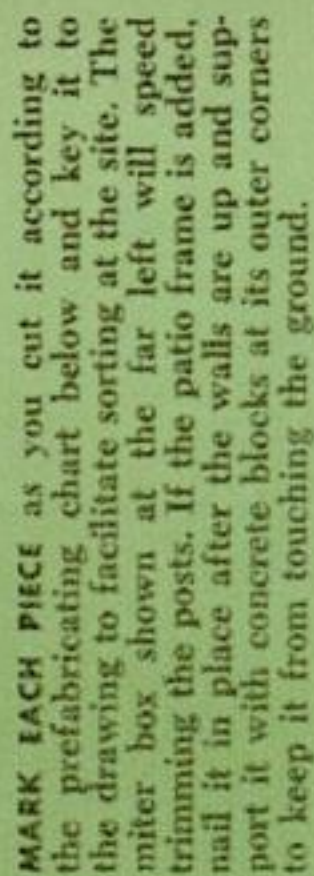 MARK EACH PIECE as you cut it according to
the prefabricating chart below and key it to
the drawing to facilitate sorting at the site. The
miter box shown at the far left will speed
trimming the posts. If the patio frame is added,
nail it in place after the walls are up and sup-
port it with concrete blocks at its outer corners
to keep it from touching the ground.